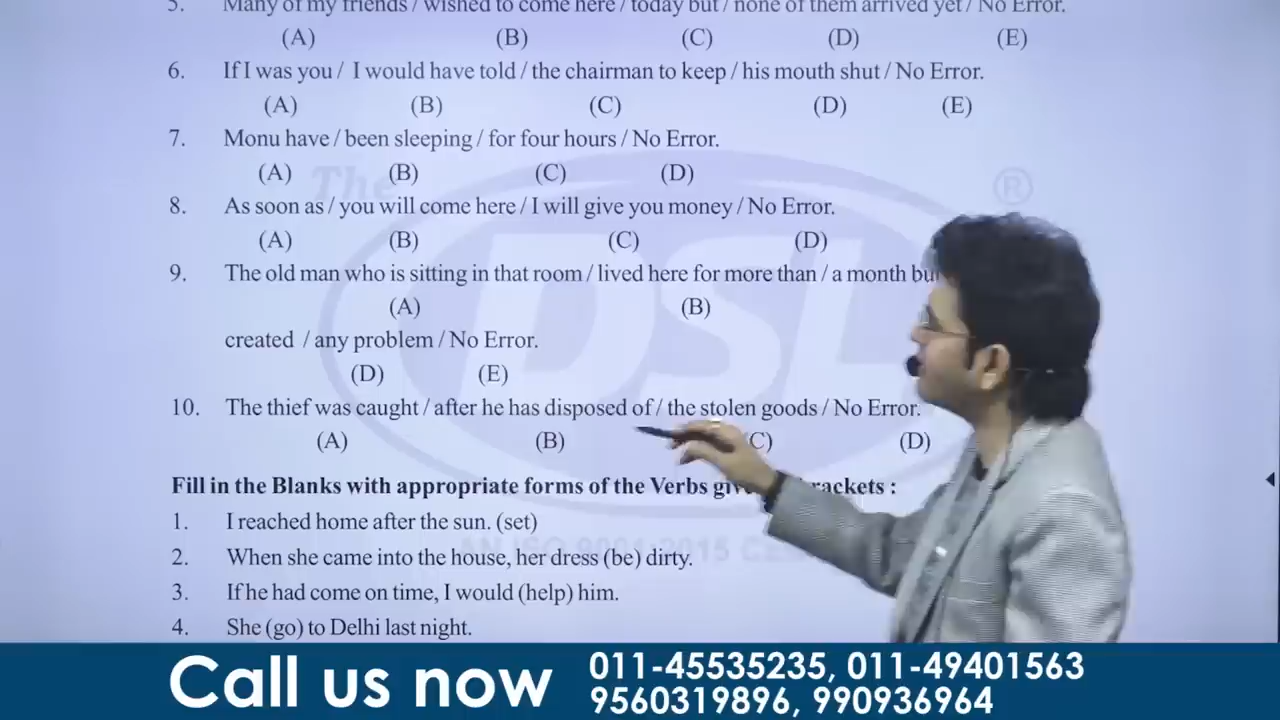 5. Many of my friends / wished to come here / today but / none of them arrived yet / No Error.
(A) (B) (C) (D) (E)
6. If I was you / I would have told / the chairman to keep / his mouth shut / No Error.
(A) (B) (C) (D) (E)
7. Monu have / been sleeping / for four hours / No Error.
(A) (B) (C) (D)
8. As soon as / you will come here / I will give you money / No Error.
(A) (B) (C) (D)
9. The old man who is sitting in that room / lived here for more than / a month
(A) (B)
created / any problem / No Error.
(D) (E)
10. The thief was caught / after he has disposed of / the stolen goods / No Error.
(A) (B) (C) (D)
Fill in the Blanks with appropriate forms of the Verbs :
1. I reached home after the sun. (set)
2. When she came into the house, her dress (be) dirty.
3. If he had come on time, I would (help) him.
4. She (go) to Delhi last night.
The DSL ®
AN ISO 9001:2015
Call us now 011-45535235, 011-49401563
9560319896, 990936964